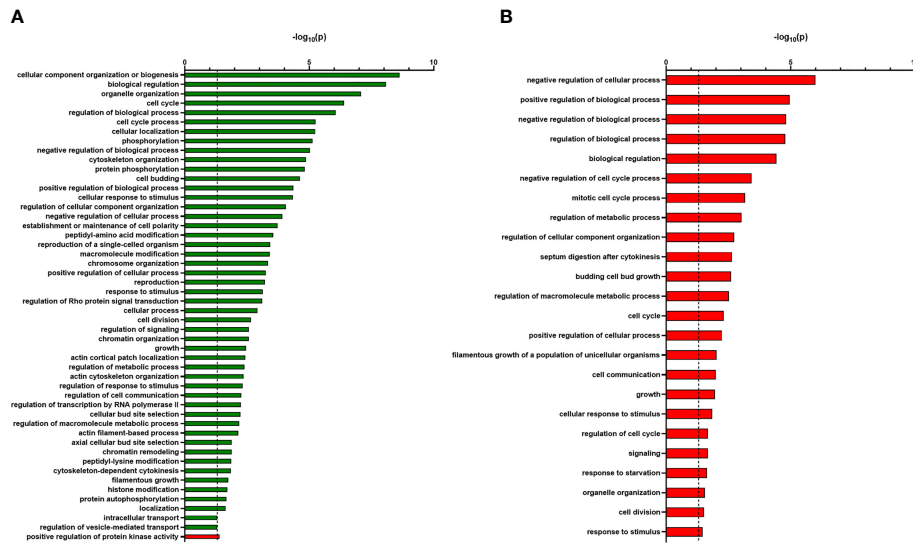 A
-log10(p)
0 5 10
cellular component organization or biogenesis
biological regulation
organelle organization
cell cycle
regulation of biological process
cell cycle process
cellular localization
phosphorylation
negative regulation of biological process
cytoskeleton organization
protein phosphorylation
cell budding
positive regulation of biological process
cellular response to stimulus
regulation of cellular component organization
negative regulation of cellular process
establishment or maintenance of cell polarity
peptidyl-amino acid modification
reproduction of a single-celled organism
macromolecule modification
chromosome organization
positive regulation of cellular process
reproduction
response to stimulus
regulation of Rho protein signal transduction
cellular process
cell division
regulation of signaling
chromatin organization
growth
actin cortical patch localization
regulation of metabolic process
actin cytoskeleton organization
regulation of response to stimulus
regulation of cell communication
regulation of transcription by RNA polymerase II
cellular bud site selection
regulation of macromolecule metabolic process
actin filament-based process
axial cellular bud site selection
chromatin remodeling
peptidyl-lysine modification
cytoskeleton-dependent cytokinesis
filamentous growth
histone modification
protein autophosphorylation
localization
intracellular transport
regulation of vesicle-mediated transport
positive regulation of protein kinase activity
B
-log10(p)
0 5 10
negative regulation of cellular process
positive regulation of biological process
negative regulation of biological process
regulation of biological process
biological regulation
negative regulation of cell cycle process
mitotic cell cycle process
regulation of metabolic process
regulation of cellular component organization
septum digestion after cytokinesis
budding cell bud growth
regulation of macromolecule metabolic process
cell cycle
positive regulation of cellular process
filamentous growth of a population of unicellular organisms
cell communication
growth
cellular response to stimulus
regulation of cell cycle
signaling
response to starvation
organelle organization
cell division
response to stimulus